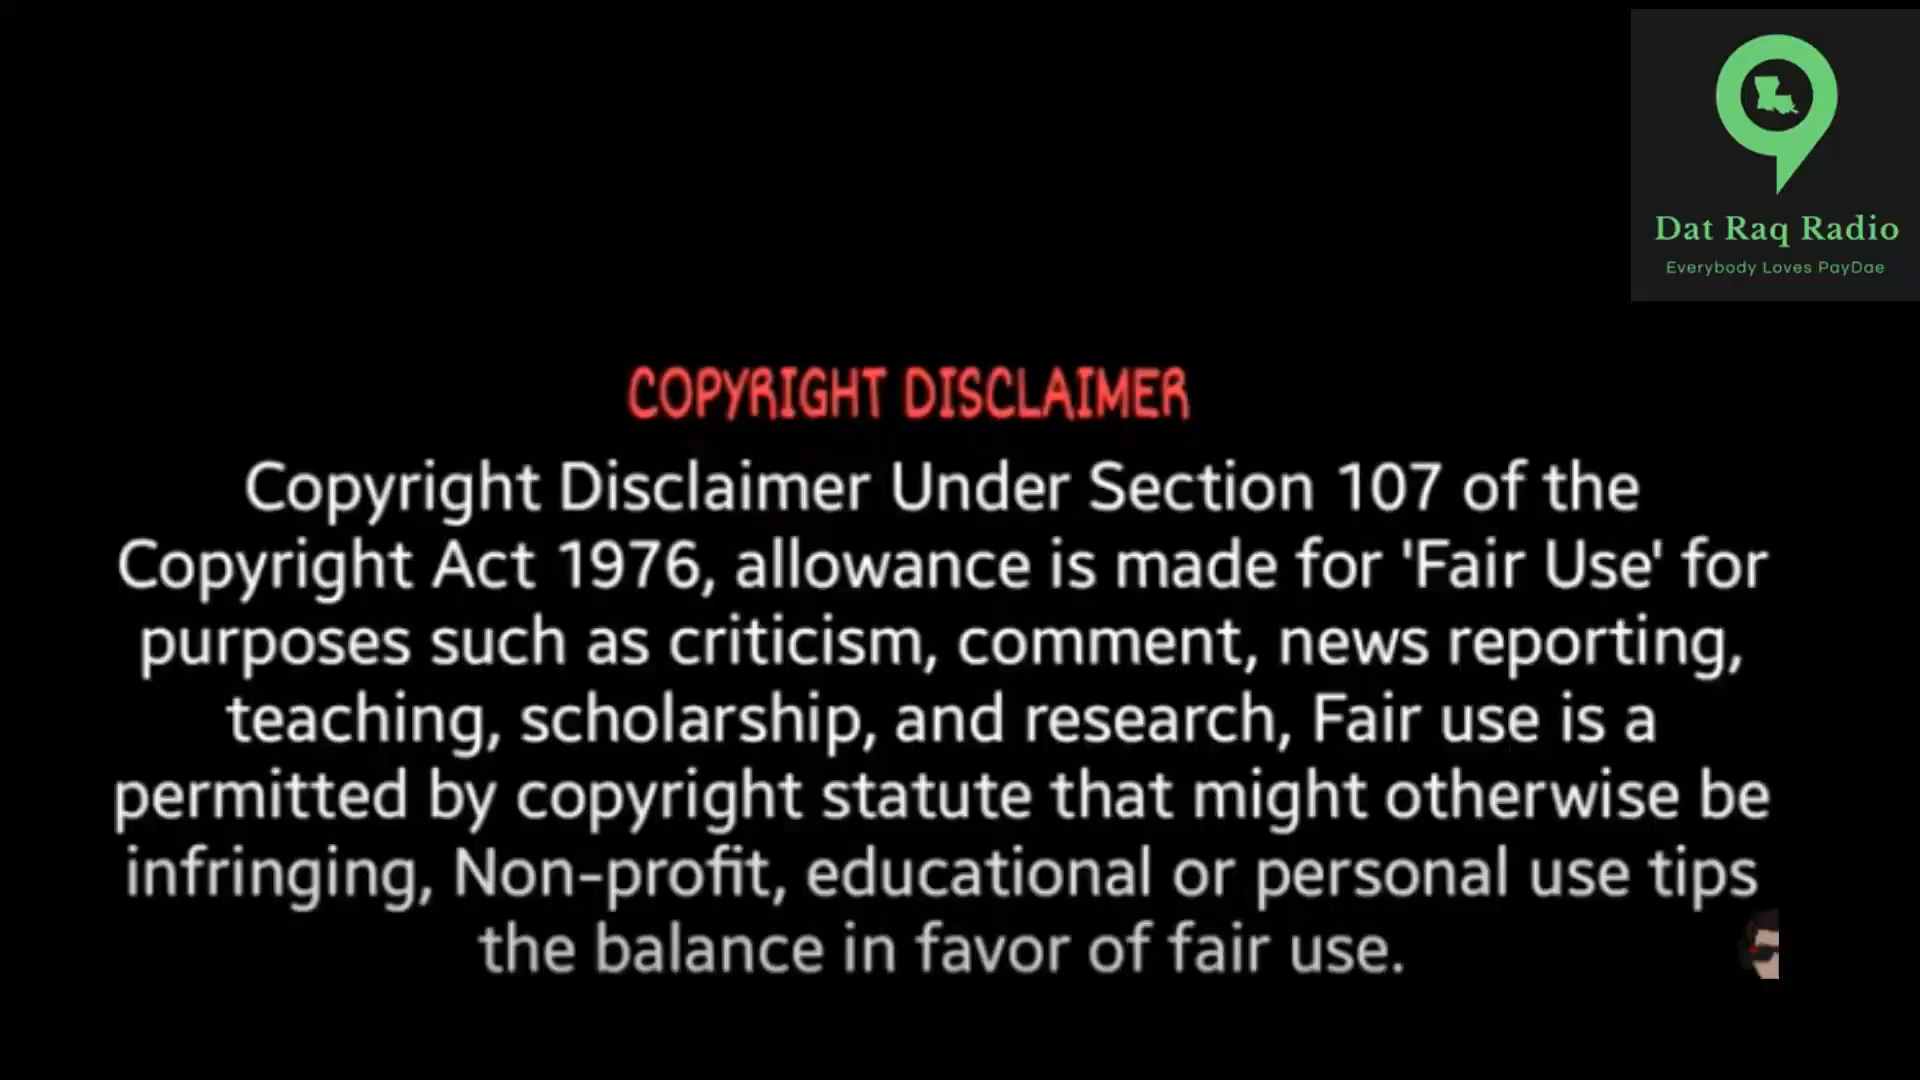 Dat Raq Radio
Everybody Loves PayDae
COPYRIGHT DISCLAIMER
Copyright Disclaimer Under Section 107 of the
Copyright Act 1976, allowance is made for 'Fair Use' for
purposes such as criticism, comment, news reporting,
teaching, scholarship, and research, Fair use is a
permitted by copyright statute that might otherwise be
infringing, Non-profit, educational or personal use tips
the balance in favor of fair use.